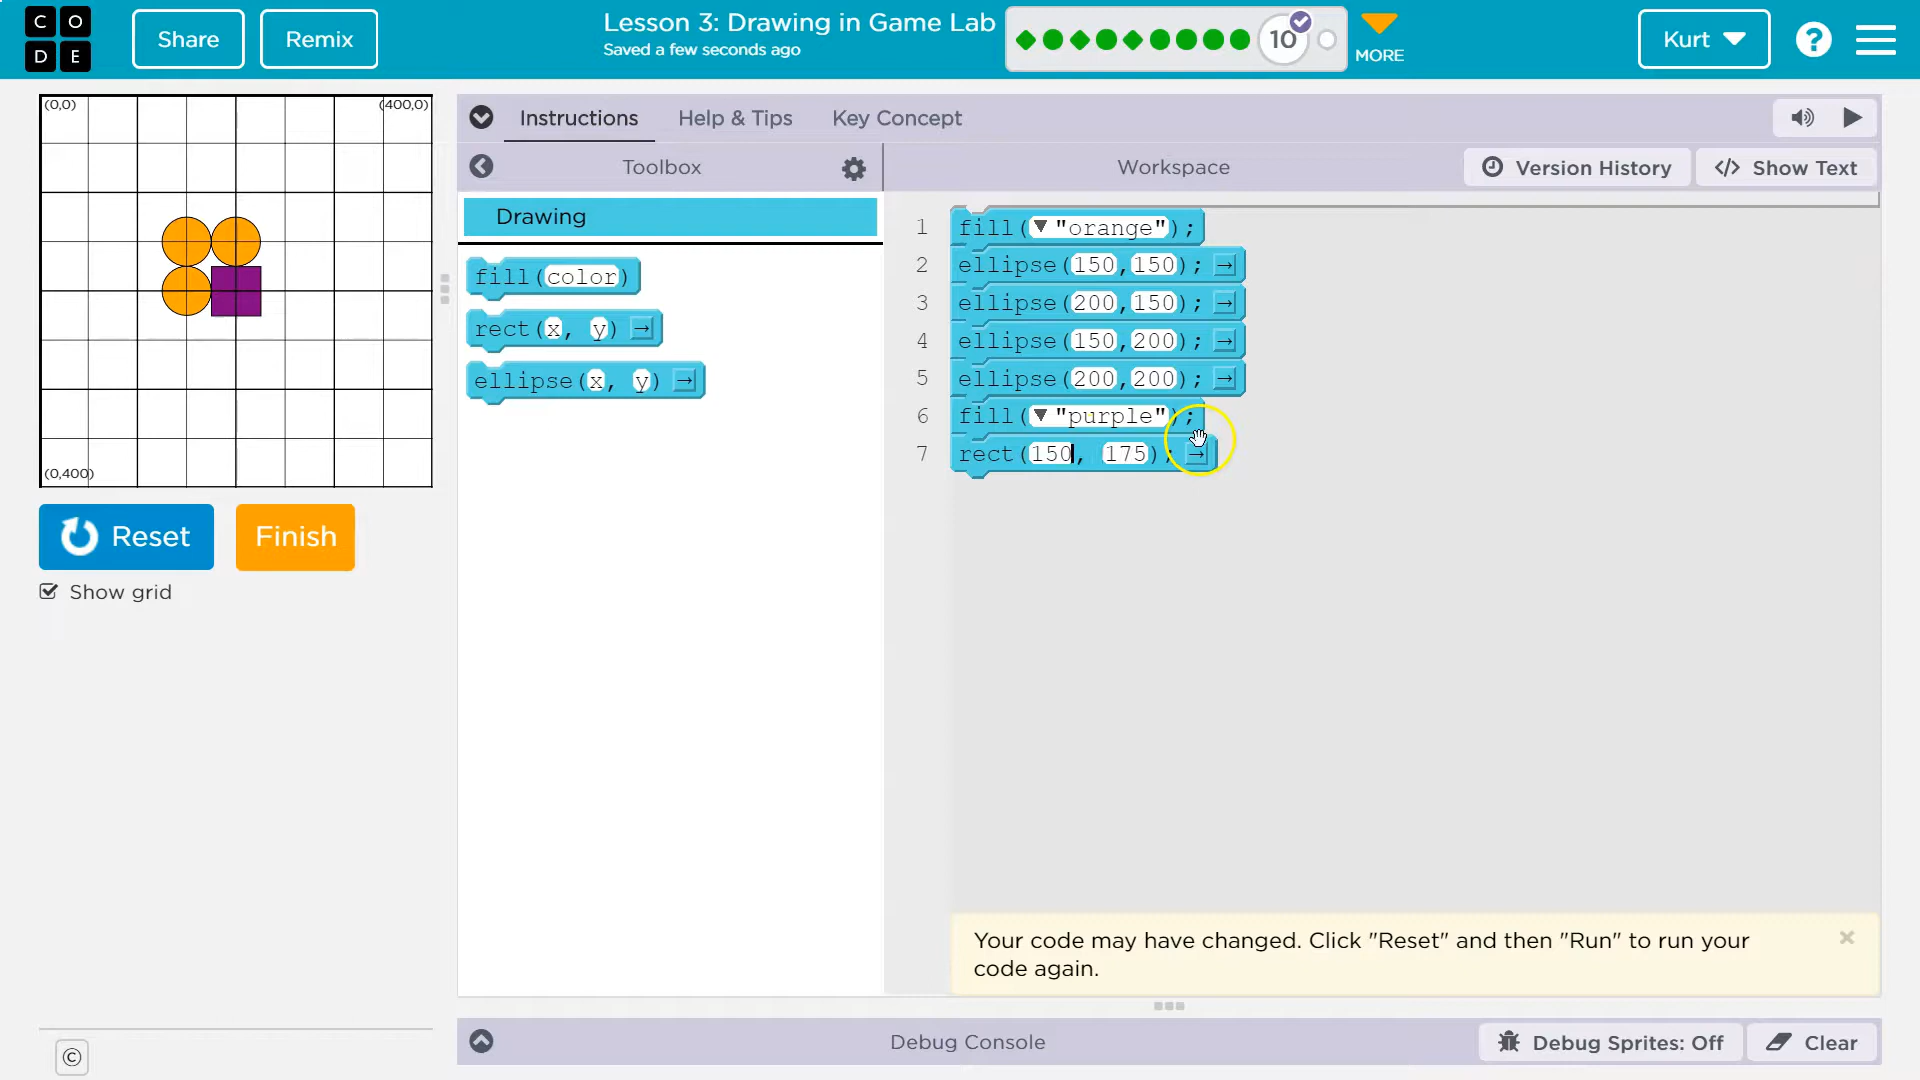 C O
D E
Share
Remix
Lesson 3: Drawing in Game Lab
Saved a few seconds ago
10
MORE
Kurt
?
(0,0)
(400,0)
(0,400)
Reset
Finish
Show grid
©
Instructions
Help & Tips
Key Concept
Toolbox
Workspace
Version History
</> Show Text
Drawing
fill(color)
rect(x, y) →
ellipse(x, y) →
1 fill(▼ "orange");
2 ellipse(150,150); →
3 ellipse(200,150); →
4 ellipse(150,200); →
5 ellipse(200,200); →
6 fill(▼ "purple");
7 rect(150, 175); →
Your code may have changed. Click "Reset" and then "Run" to run your
code again.
×
Debug Console
Debug Sprites: Off
Clear